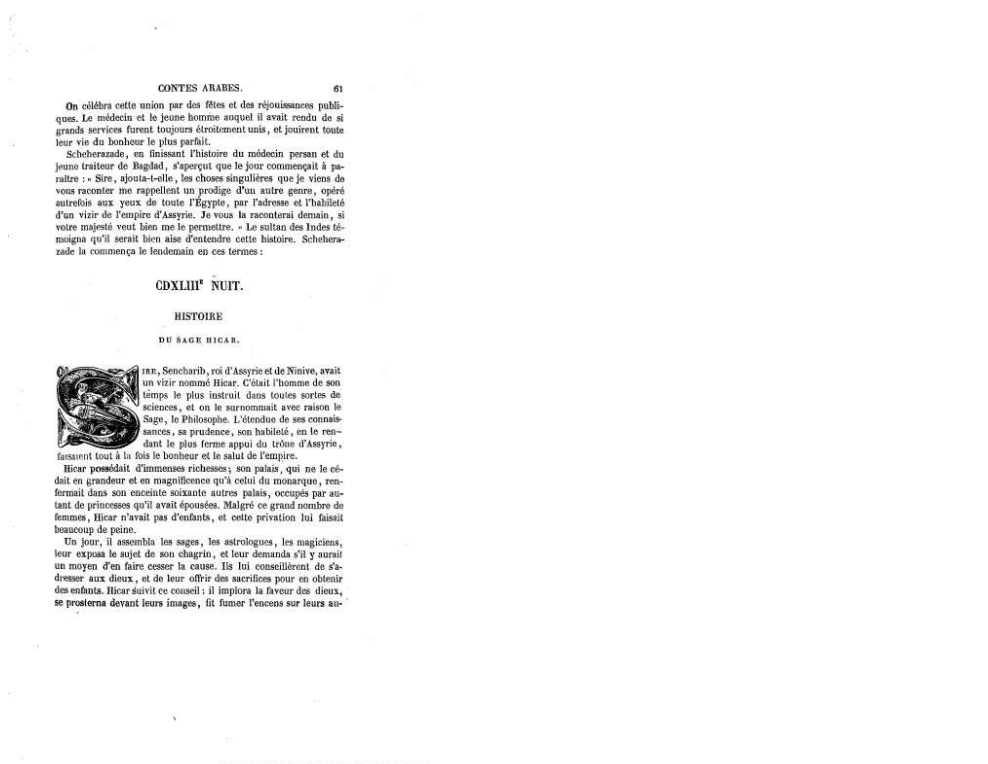 CONTES ARABES. 61
On célébra cette union par des fêtes et des réjouissances publi-
ques. Le médecin et le jeune homme auquel il avait rendu de si
grands services furent toujours étroitement unis, et jouirent toute
leur vie du bonheur le plus parfait.
Scheherazade, en finissant l'histoire du médecin persan et du
jeune traiteur de Bagdad, s'aperçut que le jour commençait à pa-
raître : « Sire, ajouta-t-elle, les choses singulières que je viens de
vous raconter me rappellent un prodige d'un autre genre, opéré
autrefois aux yeux de toute l'Égypte, par l'adresse et l'habileté
d'un vizir de l'empire d'Assyrie. Je vous la raconterai demain, si
votre majesté veut bien me le permettre. » Le sultan des Indes té-
moigna qu'il serait bien aise d'entendre cette histoire. Schehera-
zade la commença le lendemain en ces termes :
CDXLIIIE NUIT.
HISTOIRE
DU SAGE HICAR.
SIRE, Sencharib, roi d'Assyrie et de Ninive, avait
un vizir nommé Hicar. C'était l'homme de son
temps le plus instruit dans toutes sortes de
sciences, et on le surnommait avec raison le
Sage, le Philosophe. L'étendue de ses connais-
sances, sa prudence, son habileté, en le ren-
dant le plus ferme appui du trône d'Assyrie,
faisaient tout à la fois le bonheur et le salut de l'empire.
Hicar possédait d'immenses richesses; son palais, qui ne le cé-
dait en grandeur et en magnificence qu'à celui du monarque, ren-
fermait dans son enceinte soixante autres palais, occupés par au-
tant de princesses qu'il avait épousées. Malgré ce grand nombre de
femmes, Hicar n'avait pas d'enfants, et cette privation lui faisait
beaucoup de peine.
Un jour, il assembla les sages, les astrologues, les magiciens,
leur exposa le sujet de son chagrin, et leur demanda s'il y aurait
un moyen d'en faire cesser la cause. Ils lui conseillèrent de s'a-
dresser aux dieux, et de leur offrir des sacrifices pour en obtenir
des enfants. Hicar suivit ce conseil : il implora la faveur des dieux,
se prosterna devant leurs images, fit fumer l'encens sur leurs au-